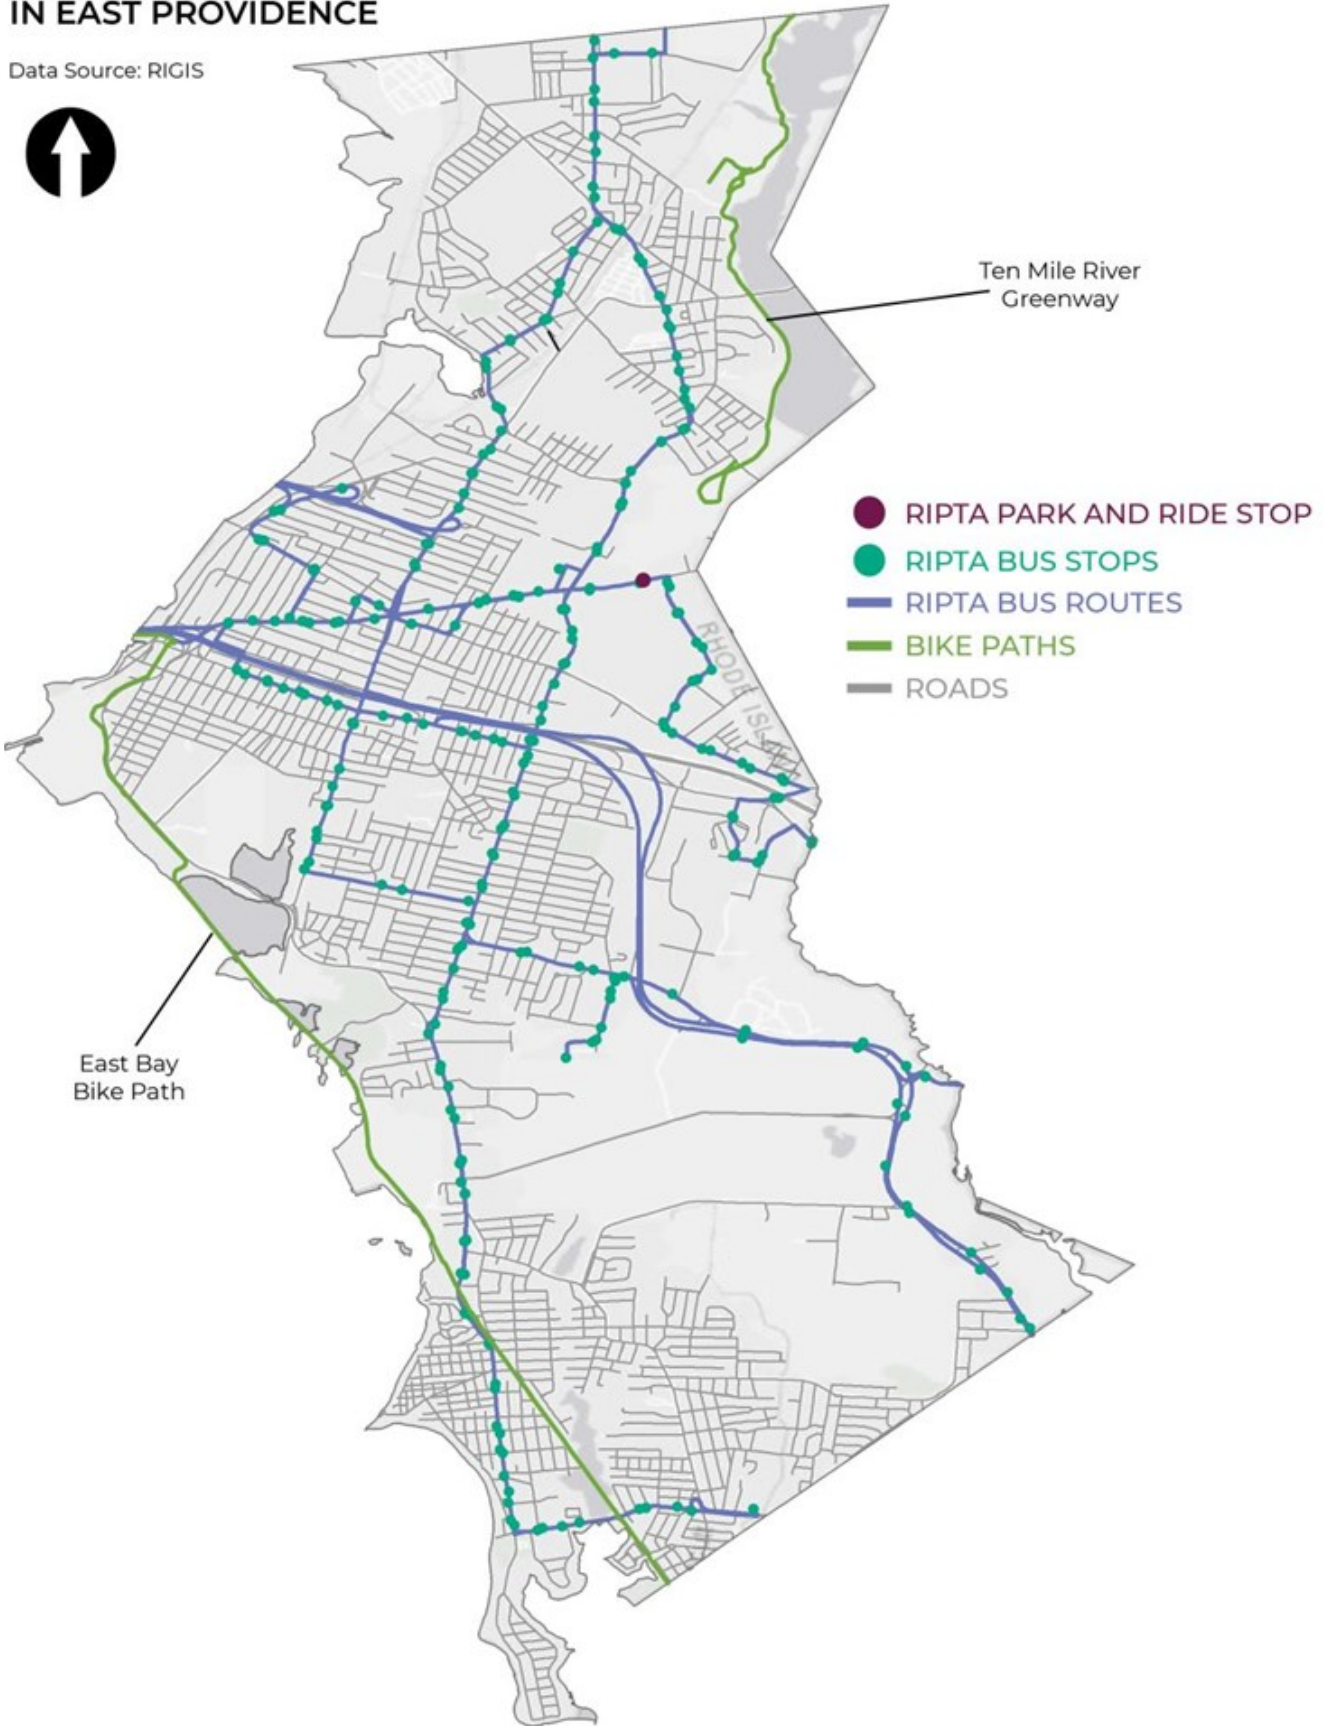 IN EAST PROVIDENCE
Data Source: RIGIS
Ten Mile River
Greenway
RIPTA PARK AND RIDE STOP
RIPTA BUS STOPS
RIPTA BUS ROUTES
BIKE PATHS
ROADS
RHODE ISLAND
East Bay
Bike Path